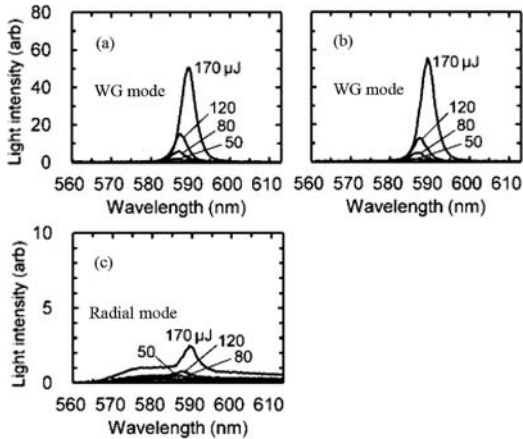 Light intensity (arb)
80
60
40
20
0
(a)
WG mode
170 μJ
120
80
50
560 570 580 590 600 610
Wavelength (nm)
(b)
WG mode
170 μJ
120
80
50
560 570 580 590 600 610
Wavelength (nm)
Light intensity (arb)
10
5
0
(c)
Radial mode
170 μJ
50
120
80
560 570 580 590 600 610
Wavelength (nm)